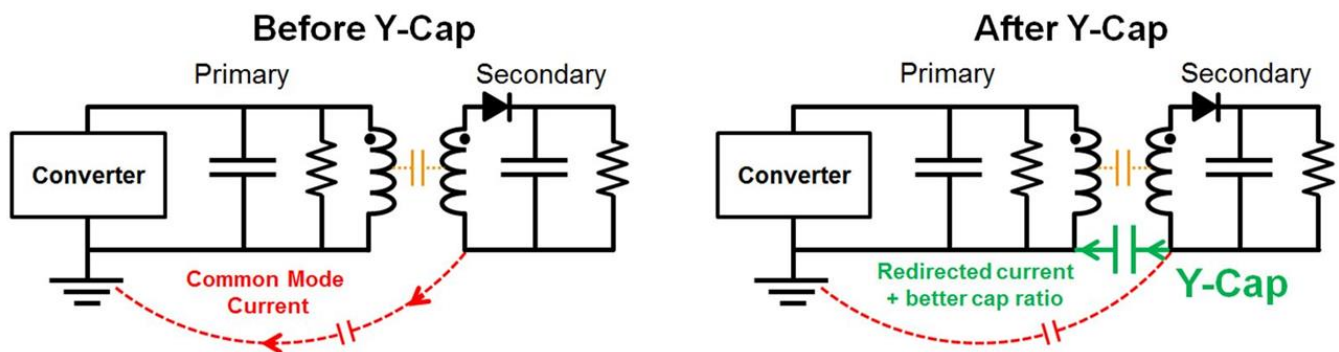 Before Y-Cap
Primary
Secondary
Converter
Common Mode
Current
After Y-Cap
Primary
Secondary
Converter
Redirected current
+ better cap ratio
Y-Cap